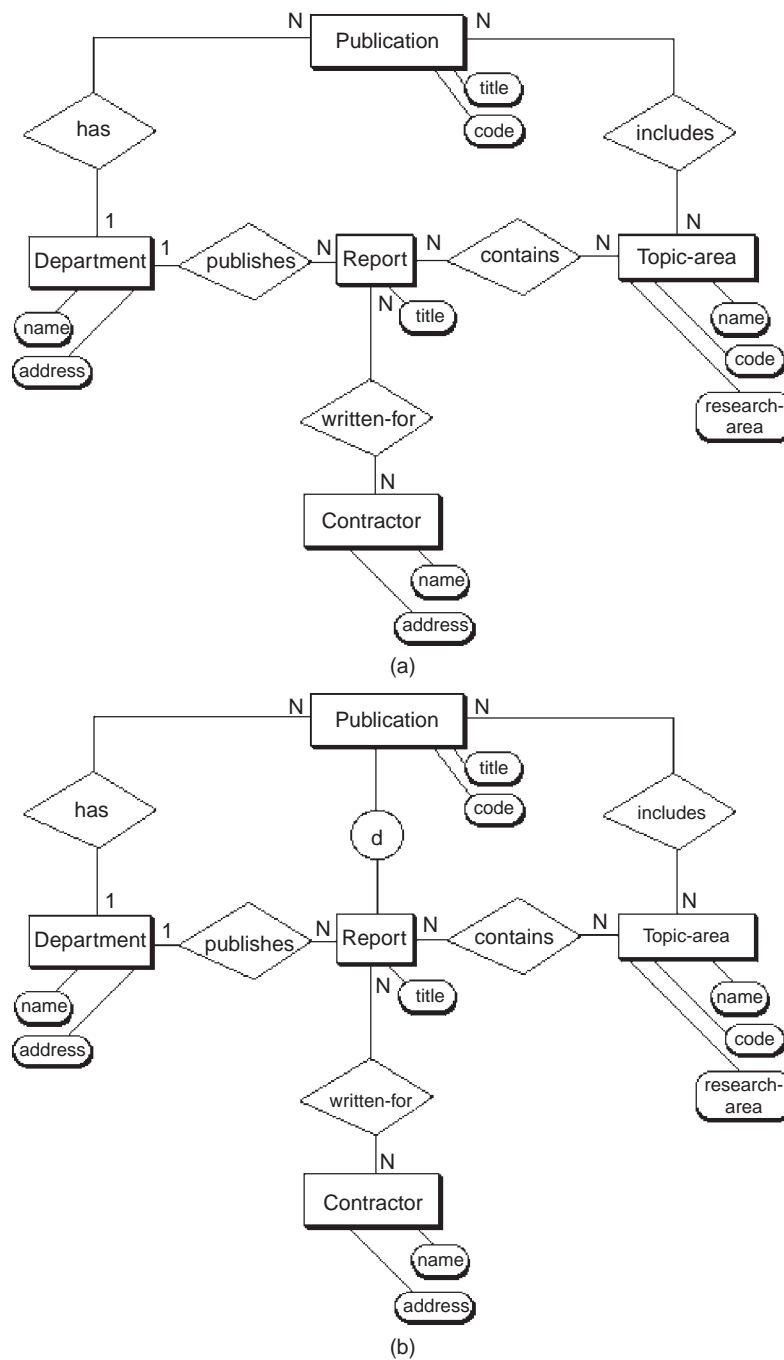 N
Publication
N
title
code
has
includes
1
N
Department
1
publishes
N
Report
N
contains
N
Topic-area
name
address
N
title
name
code
research-
area
written-for
N
Contractor
name
address
(a)
N
Publication
N
title
code
has
d
includes
1
N
Department
1
publishes
N
Report
N
contains
N
Topic-area
name
address
N
title
name
code
research-
area
written-for
N
Contractor
name
address
(b)